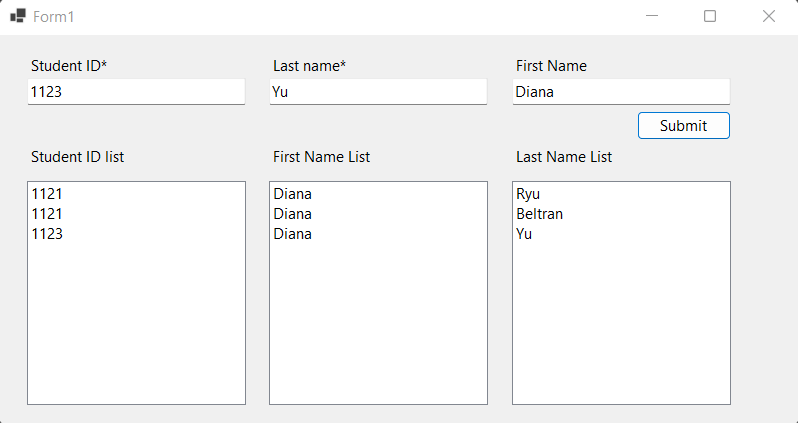 Form1
Student ID* Last name* First Name
1123 Yu Diana
Submit
Student ID list First Name List Last Name List
1121 Diana Ryu
1121 Diana Beltran
1123 Diana Yu